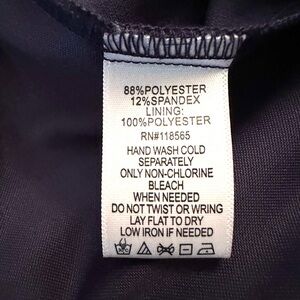 88%POLYESTER
12%SPANDEX
LINING:
100%POLYESTER
RN#118565
HAND WASH COLD
SEPARATELY
ONLY NON-CHLORINE
BLEACH
WHEN NEEDED
DO NOT TWIST OR WRING
LAY FLAT TO DRY
LOW IRON IF NEEDED